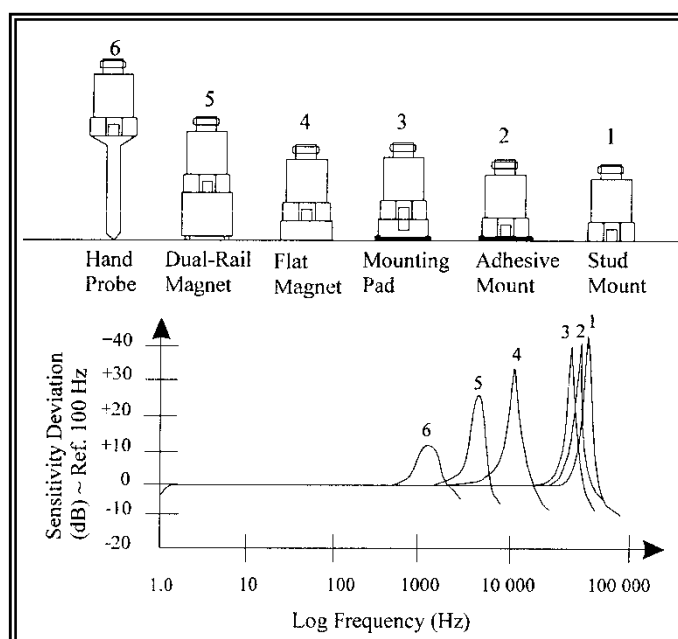 6
5
4
3
2
1
Hand Probe
Dual-Rail Magnet
Flat Magnet
Mounting Pad
Adhesive Mount
Stud Mount
Sensitivity Deviation
(dB) ~ Ref. 100 Hz
−40
+30
+20
+10
0
-10
-20
6
5
4
3
2
1
1.0
10
100
1000
10 000
100 000
Log Frequency (Hz)